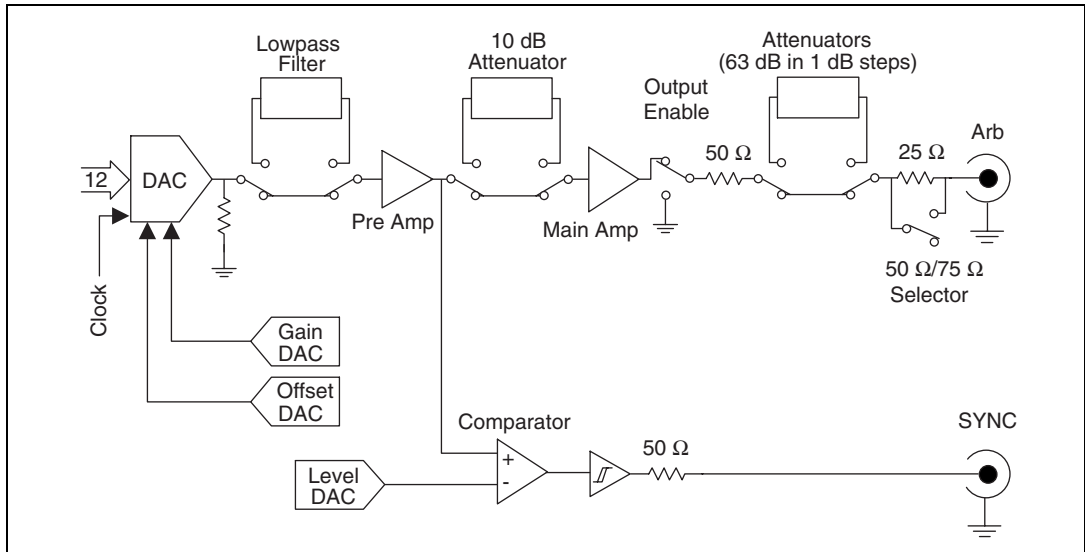 Lowpass
Filter
10 dB
Attenuator
Attenuators
(63 dB in 1 dB steps)
Output
Enable
Arb
50 Ω
25 Ω
12
DAC
Pre Amp
Main Amp
50 Ω/75 Ω
Selector
Clock
Gain
DAC
Offset
DAC
Comparator
SYNC
50 Ω
+
-
Level
DAC